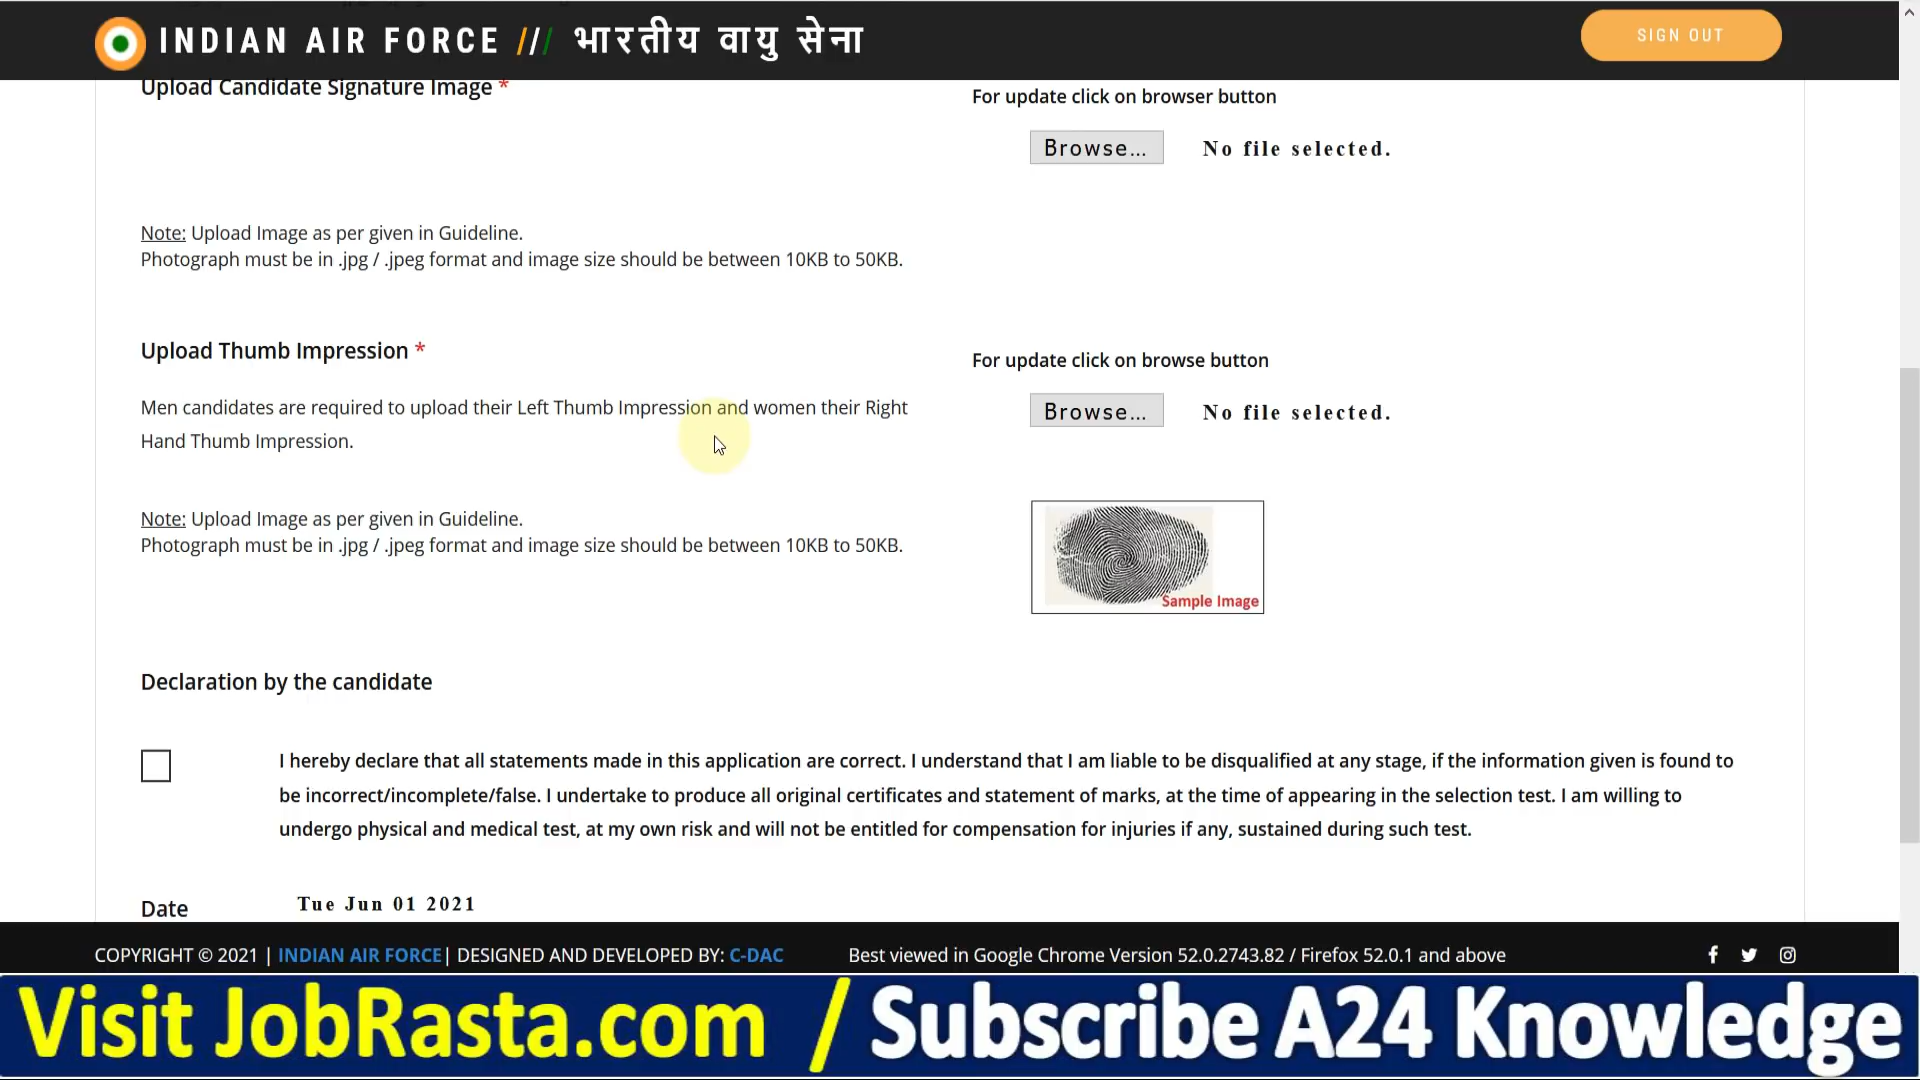 INDIAN AIR FORCE /// भारतीय वायु सेना
SIGN OUT
Upload Candidate Signature Image *
For update click on browser button
Browse... No file selected.
Note: Upload Image as per given in Guideline.
Photograph must be in .jpg / .jpeg format and image size should be between 10KB to 50KB.
Upload Thumb Impression *
For update click on browse button
Men candidates are required to upload their Left Thumb Impression and women their Right
Hand Thumb Impression.
Browse... No file selected.
Note: Upload Image as per given in Guideline.
Photograph must be in .jpg / .jpeg format and image size should be between 10KB to 50KB.
Sample Image
Declaration by the candidate
I hereby declare that all statements made in this application are correct. I understand that I am liable to be disqualified at any stage, if the information given is found to
be incorrect/incomplete/false. I undertake to produce all original certificates and statement of marks, at the time of appearing in the selection test. I am willing to
undergo physical and medical test, at my own risk and will not be entitled for compensation for injuries if any, sustained during such test.
Date Tue Jun 01 2021
COPYRIGHT © 2021 | INDIAN AIR FORCE| DESIGNED AND DEVELOPED BY: C-DAC
Best viewed in Google Chrome Version 52.0.2743.82 / Firefox 52.0.1 and above
Visit JobRasta.com / Subscribe A24 Knowledge